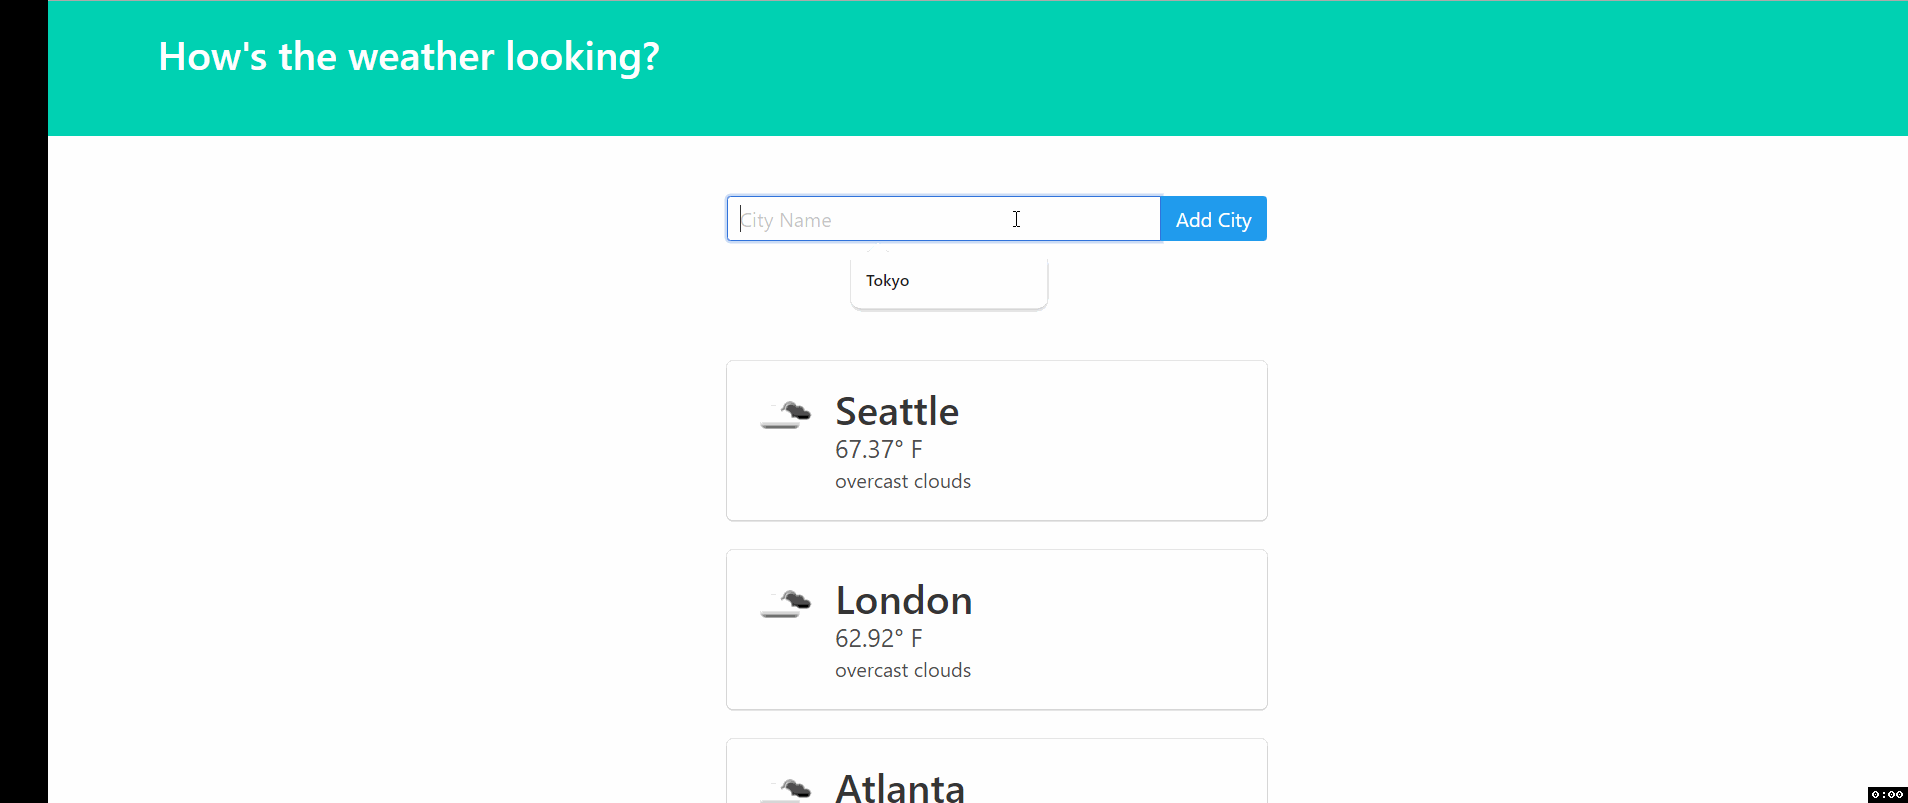 How's the weather looking?
City Name
Add City
Tokyo
Seattle
67.37° F
overcast clouds
London
62.92° F
overcast clouds
Atlanta
0:00